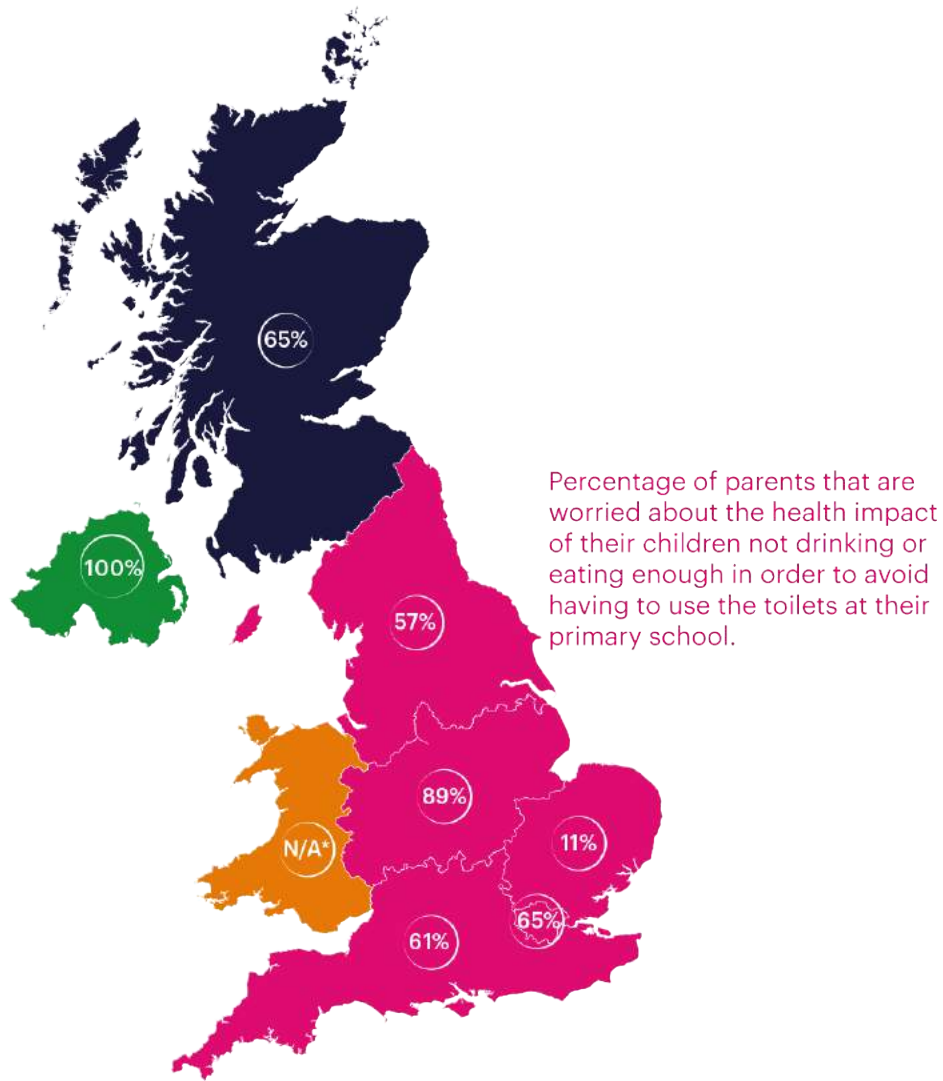 65%
Percentage of parents that are
worried about the health impact
of their children not drinking or
eating enough in order to avoid
having to use the toilets at their
primary school.
100%
57%
89%
11%
N/A*
65%
61%